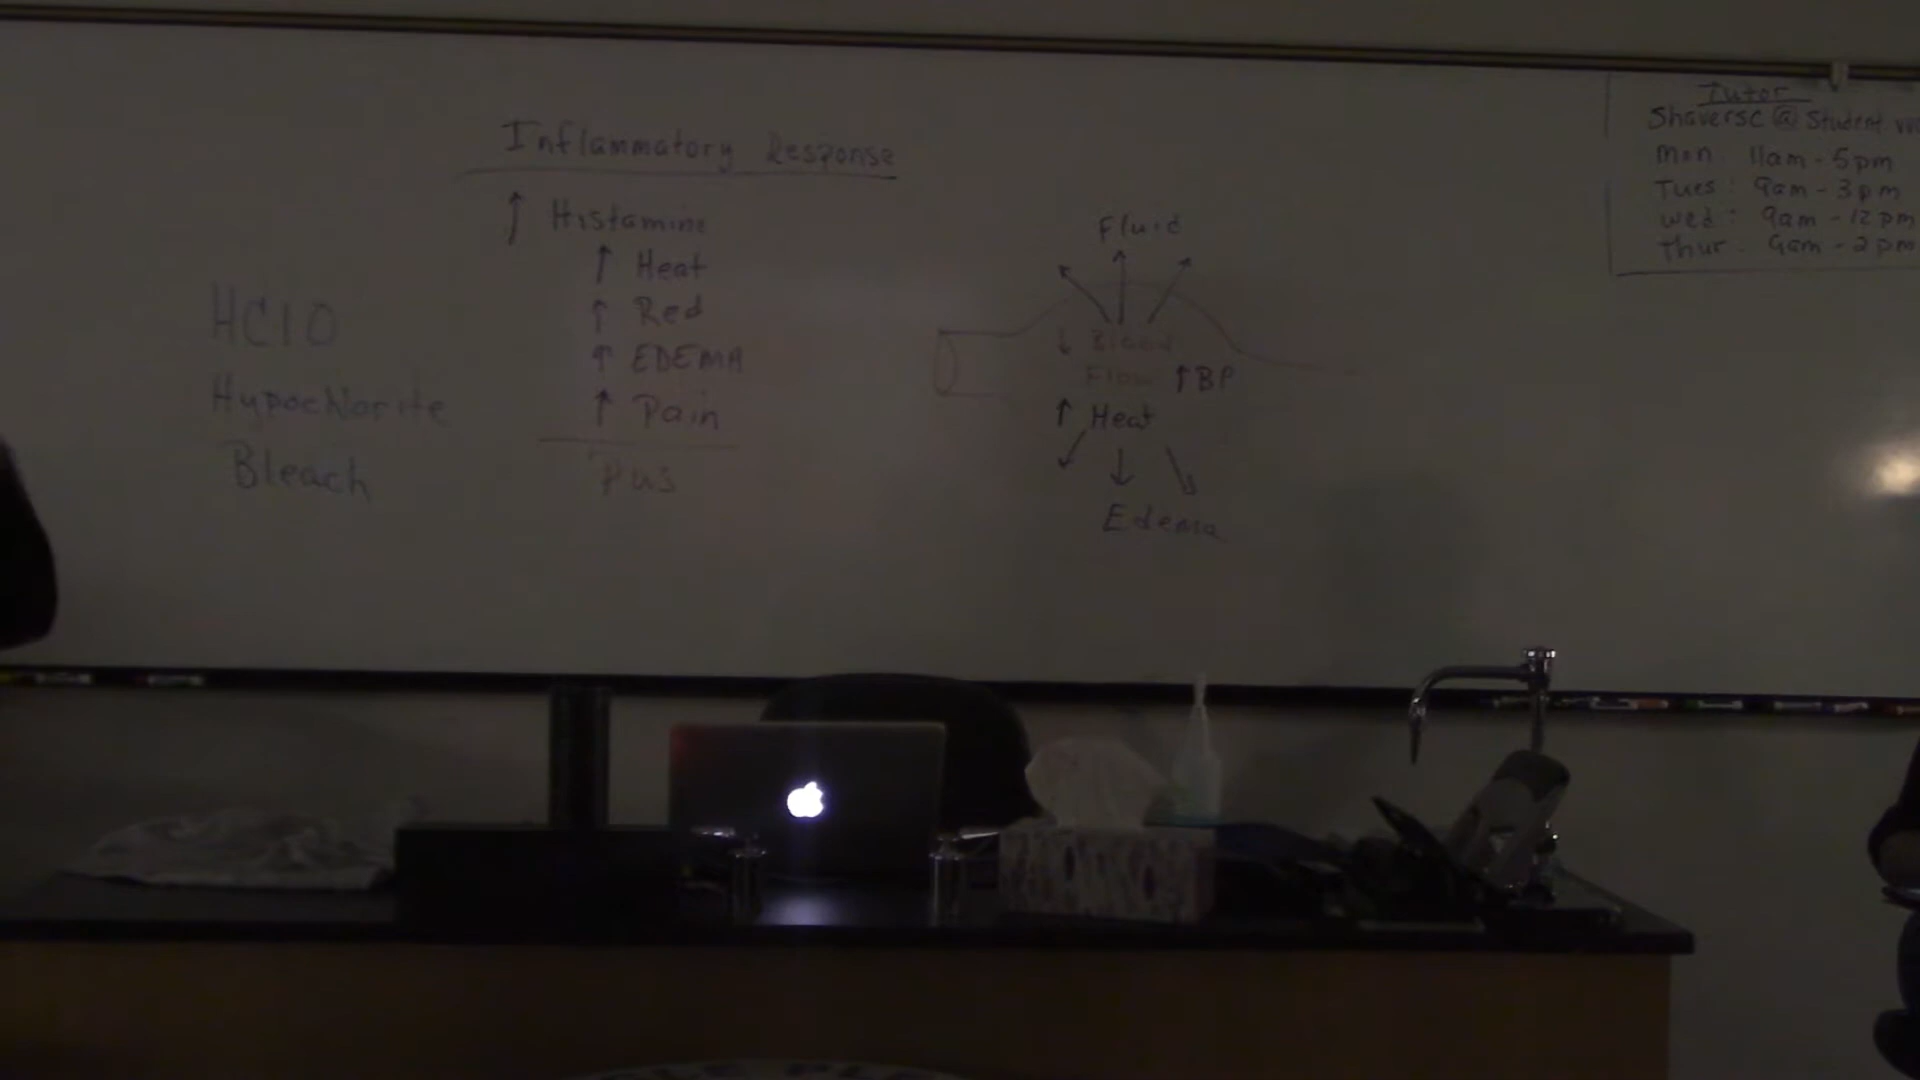 Inflammatory Response
↑ Histamine
↑ Heat
↑ Red
↑ EDEMA
↑ Pain
Pus
HClO
Hypochlorite
Bleach
Fluid
↓ Blood
Flow ↑BP
↑ Heat
Edema
Tutor
Shaversc @ Student
Mon. 11am - 5pm
Tues: 9am - 3pm
Wed: 9am - 12pm
Thur. 9am - 2pm